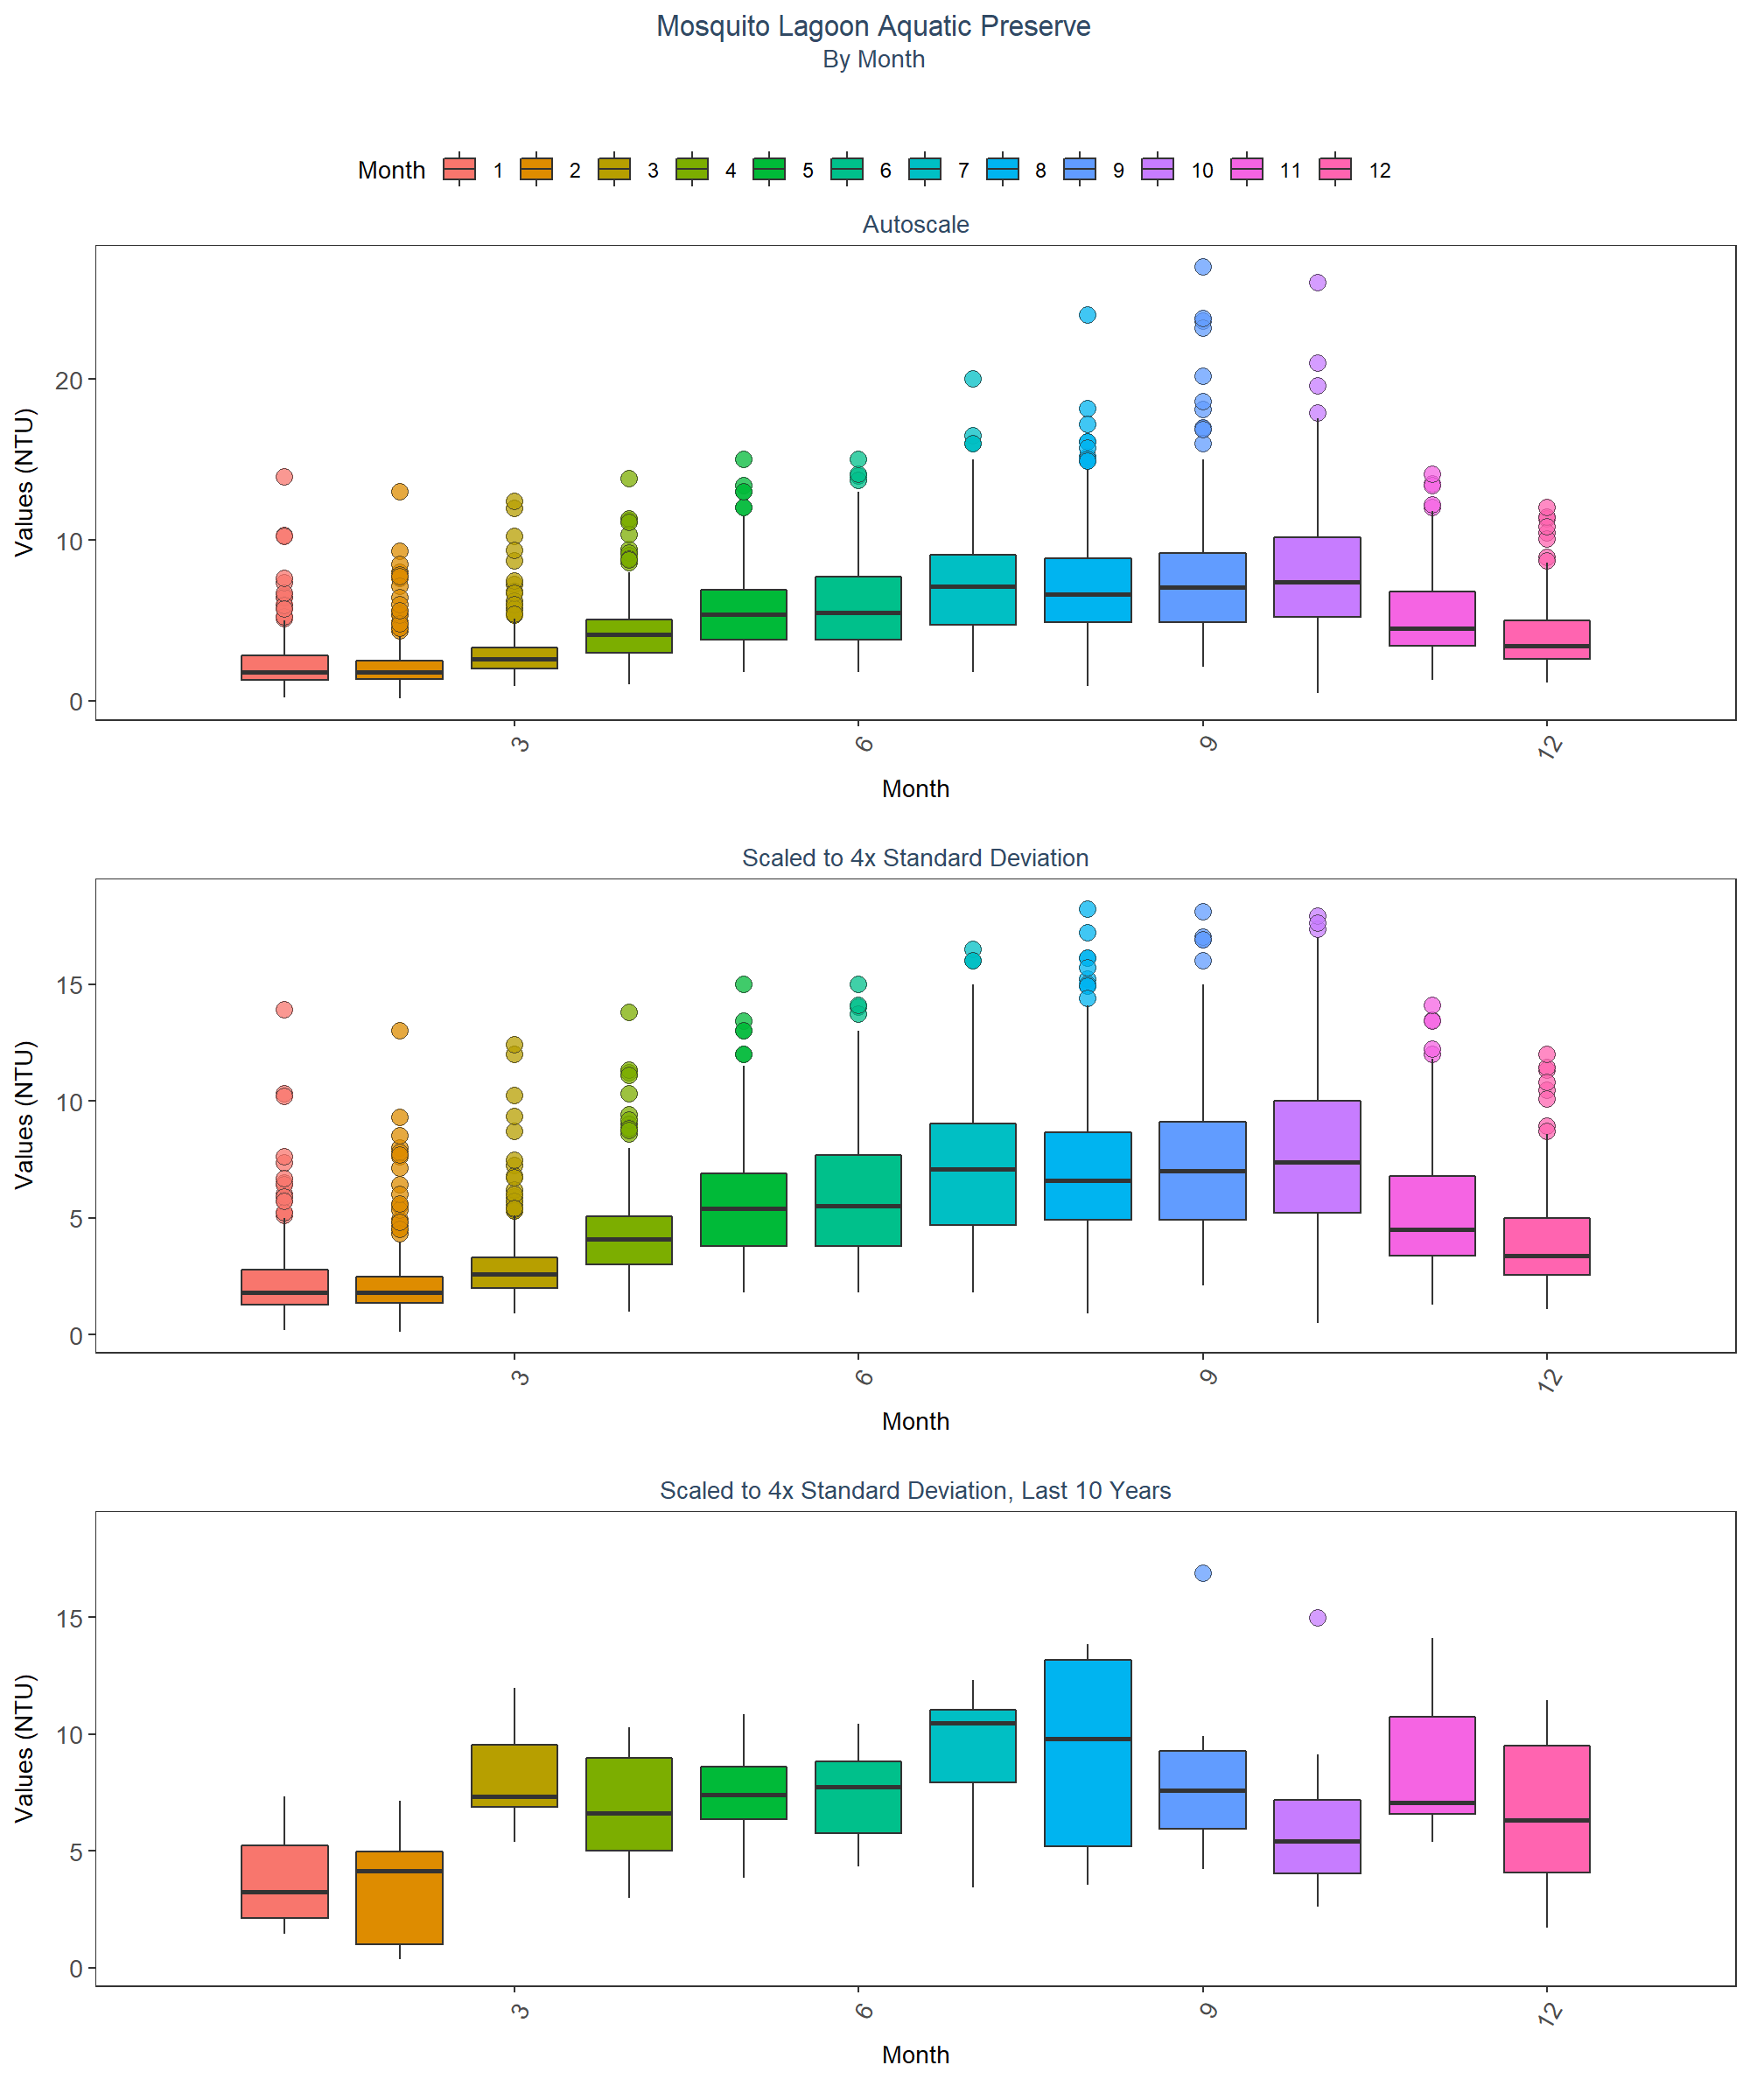 Mosquito Lagoon Aquatic Preserve
By Month
Month 1 2 3 4 5 6 7 8 9 10 11 12
Autoscale
Values (NTU)
20
10
0
3 6 9 12
Month
Scaled to 4x Standard Deviation
Values (NTU)
15
10
5
0
3 6 9 12
Month
Scaled to 4x Standard Deviation, Last 10 Years
Values (NTU)
15
10
5
0
3 6 9 12
Month